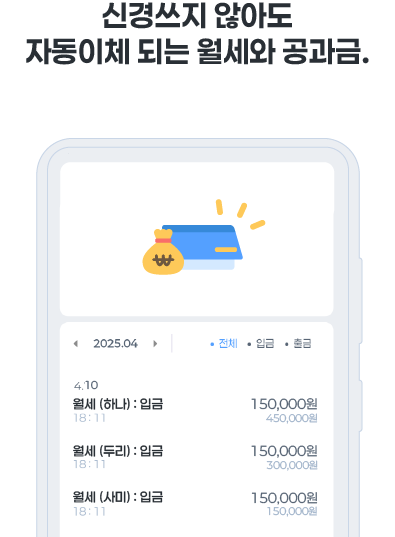 신경쓰지 않아도
자동이체 되는 월세와 공과금.
₩
2025.04 • 전체 • 입금 • 출금
4.10
월세 (하나) : 입금 150,000원
18:11 450,000원
월세 (두리) : 입금 150,000원
18:11 300,000원
월세 (사미) : 입금 150,000원
18:11 150,000원